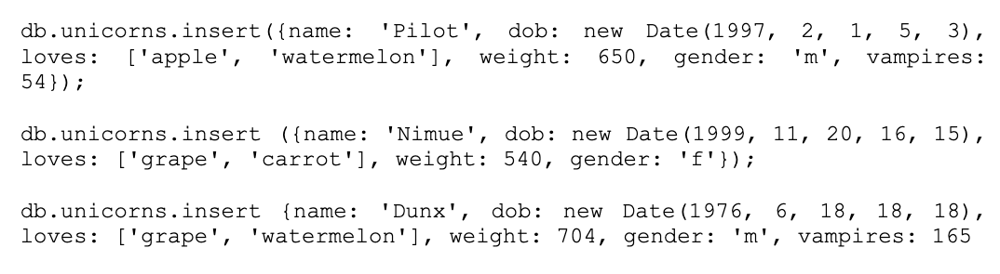 db.unicorns.insert({name: 'Pilot', dob: new Date(1997, 2, 1, 5, 3),
loves: ['apple', 'watermelon'], weight: 650, gender: 'm', vampires:
54});
db.unicorns.insert ({name: 'Nimue', dob: new Date(1999, 11, 20, 16, 15),
loves: ['grape', 'carrot'], weight: 540, gender: 'f'});
db.unicorns.insert {name: 'Dunx', dob: new Date(1976, 6, 18, 18, 18),
loves: ['grape', 'watermelon'], weight: 704, gender: 'm', vampires: 165